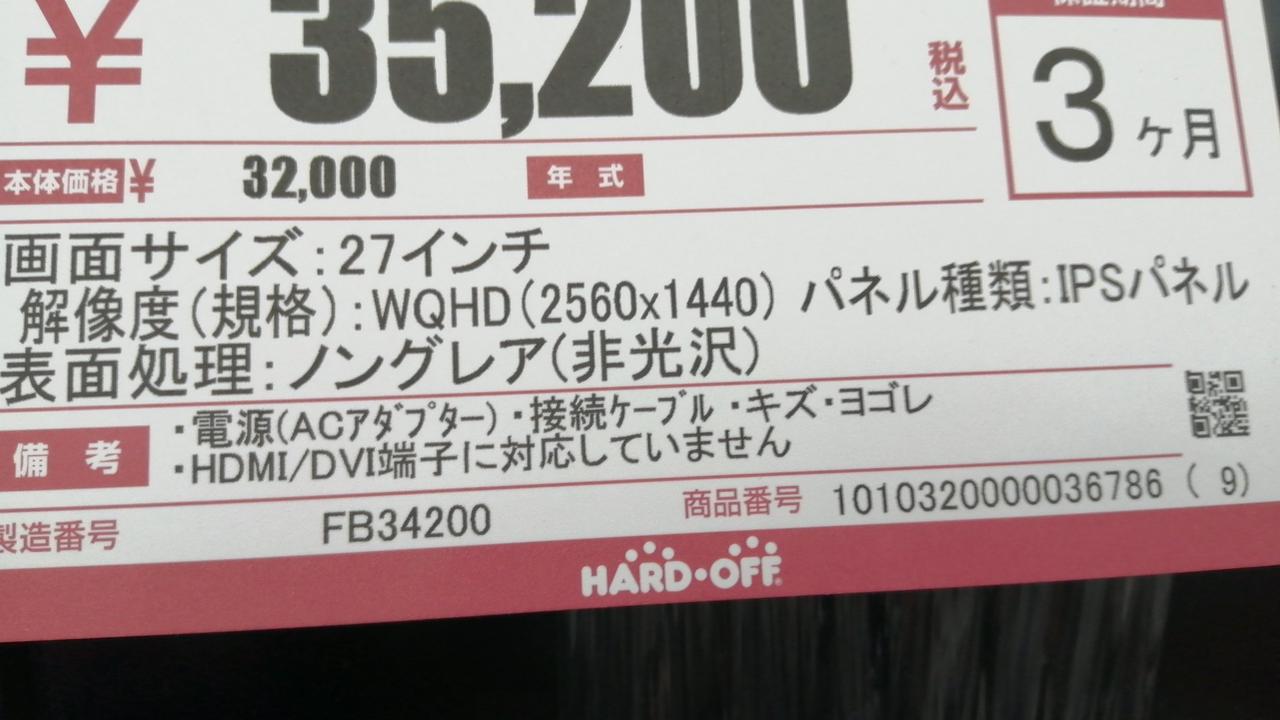 ¥ 35,200 税込
保証期間
3ヶ月
本体価格 ¥ 32,000 年式
画面サイズ:27インチ
解像度(規格):WQHD(2560x1440) パネル種類:IPSパネル
表面処理:ノングレア(非光沢)
備考
・電源(ACアダプター)・接続ケーブル・キズ・ヨゴレ
・HDMI/DVI端子に対応していません
製造番号 FB34200 商品番号 1010320000036786 ( 9)
HARD・OFF